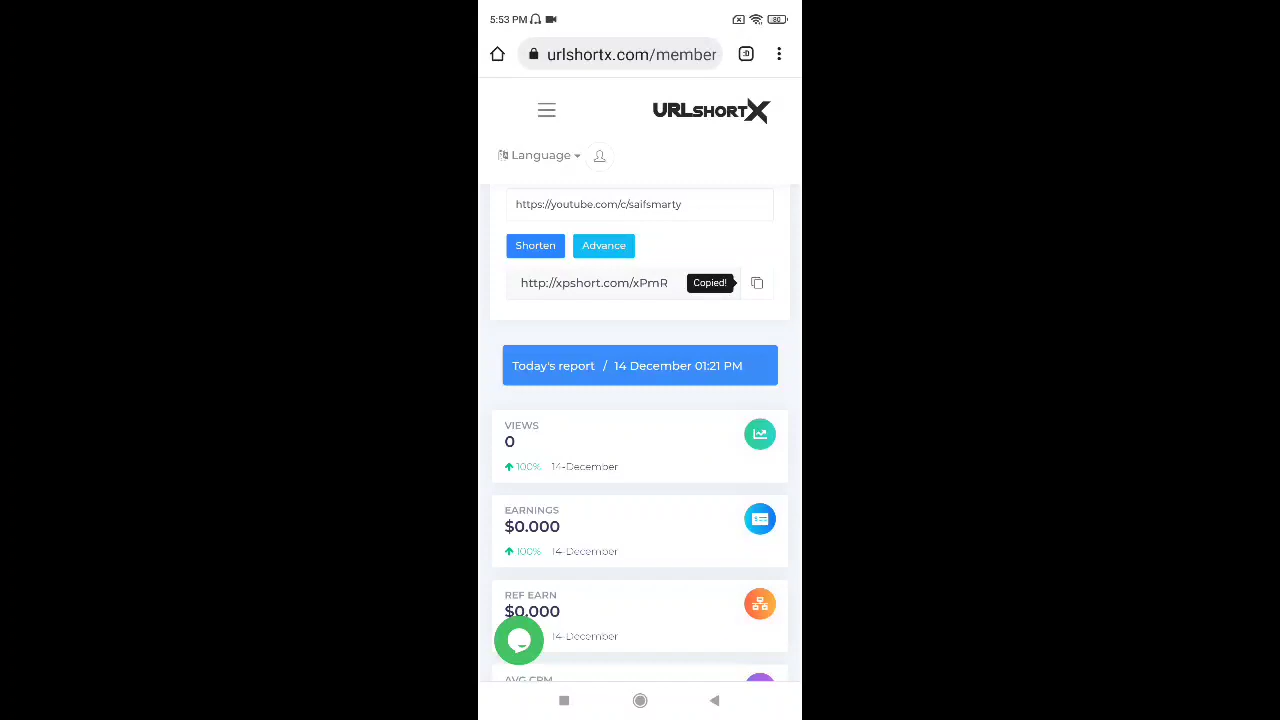 5:53 PM
80
urlshortx.com/member
:D
URLSHORTX
Language
https://youtube.com/c/saifsmarty
Shorten
Advance
http://xpshort.com/xPmR
Copied!
Today's report / 14 December 01:21 PM
VIEWS
0
100% 14-December
EARNINGS
$0.000
100% 14-December
REF EARN
$0.000
14-December
AVG CPM